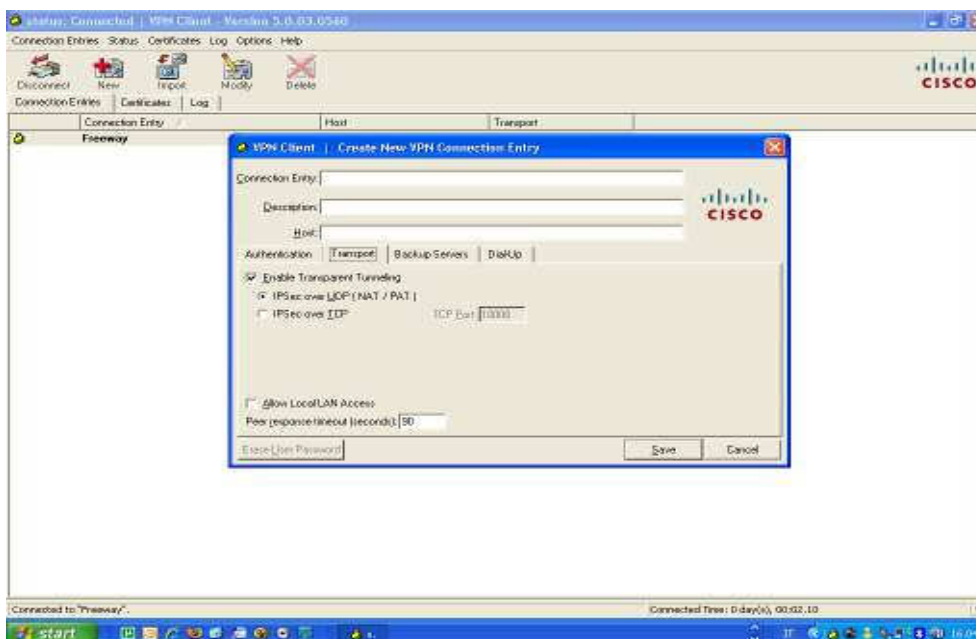 status: Connected | VPN Client - Version 5.0.03.0560
Connection Entries Status Certificates Log Options Help
Disconnect New Import Modify Delete
CISCO
Connection Entries Certificates Log
Connection Entry Host Transport
Freeway
VPN Client | Create New VPN Connection Entry
Connection Entry:
Description:
Host:
CISCO
Authentication Transport Backup Servers Dial-Up
Enable Transparent Tunneling
IPSec over UDP ( NAT / PAT )
IPSec over TCP TCP Port: 10000
Allow Local LAN Access
Peer response timeout (seconds): 90
Erase User Password Save Cancel
Connected to "Freeway".
Connected Time: 0 day(s), 00:02.10
start
IT